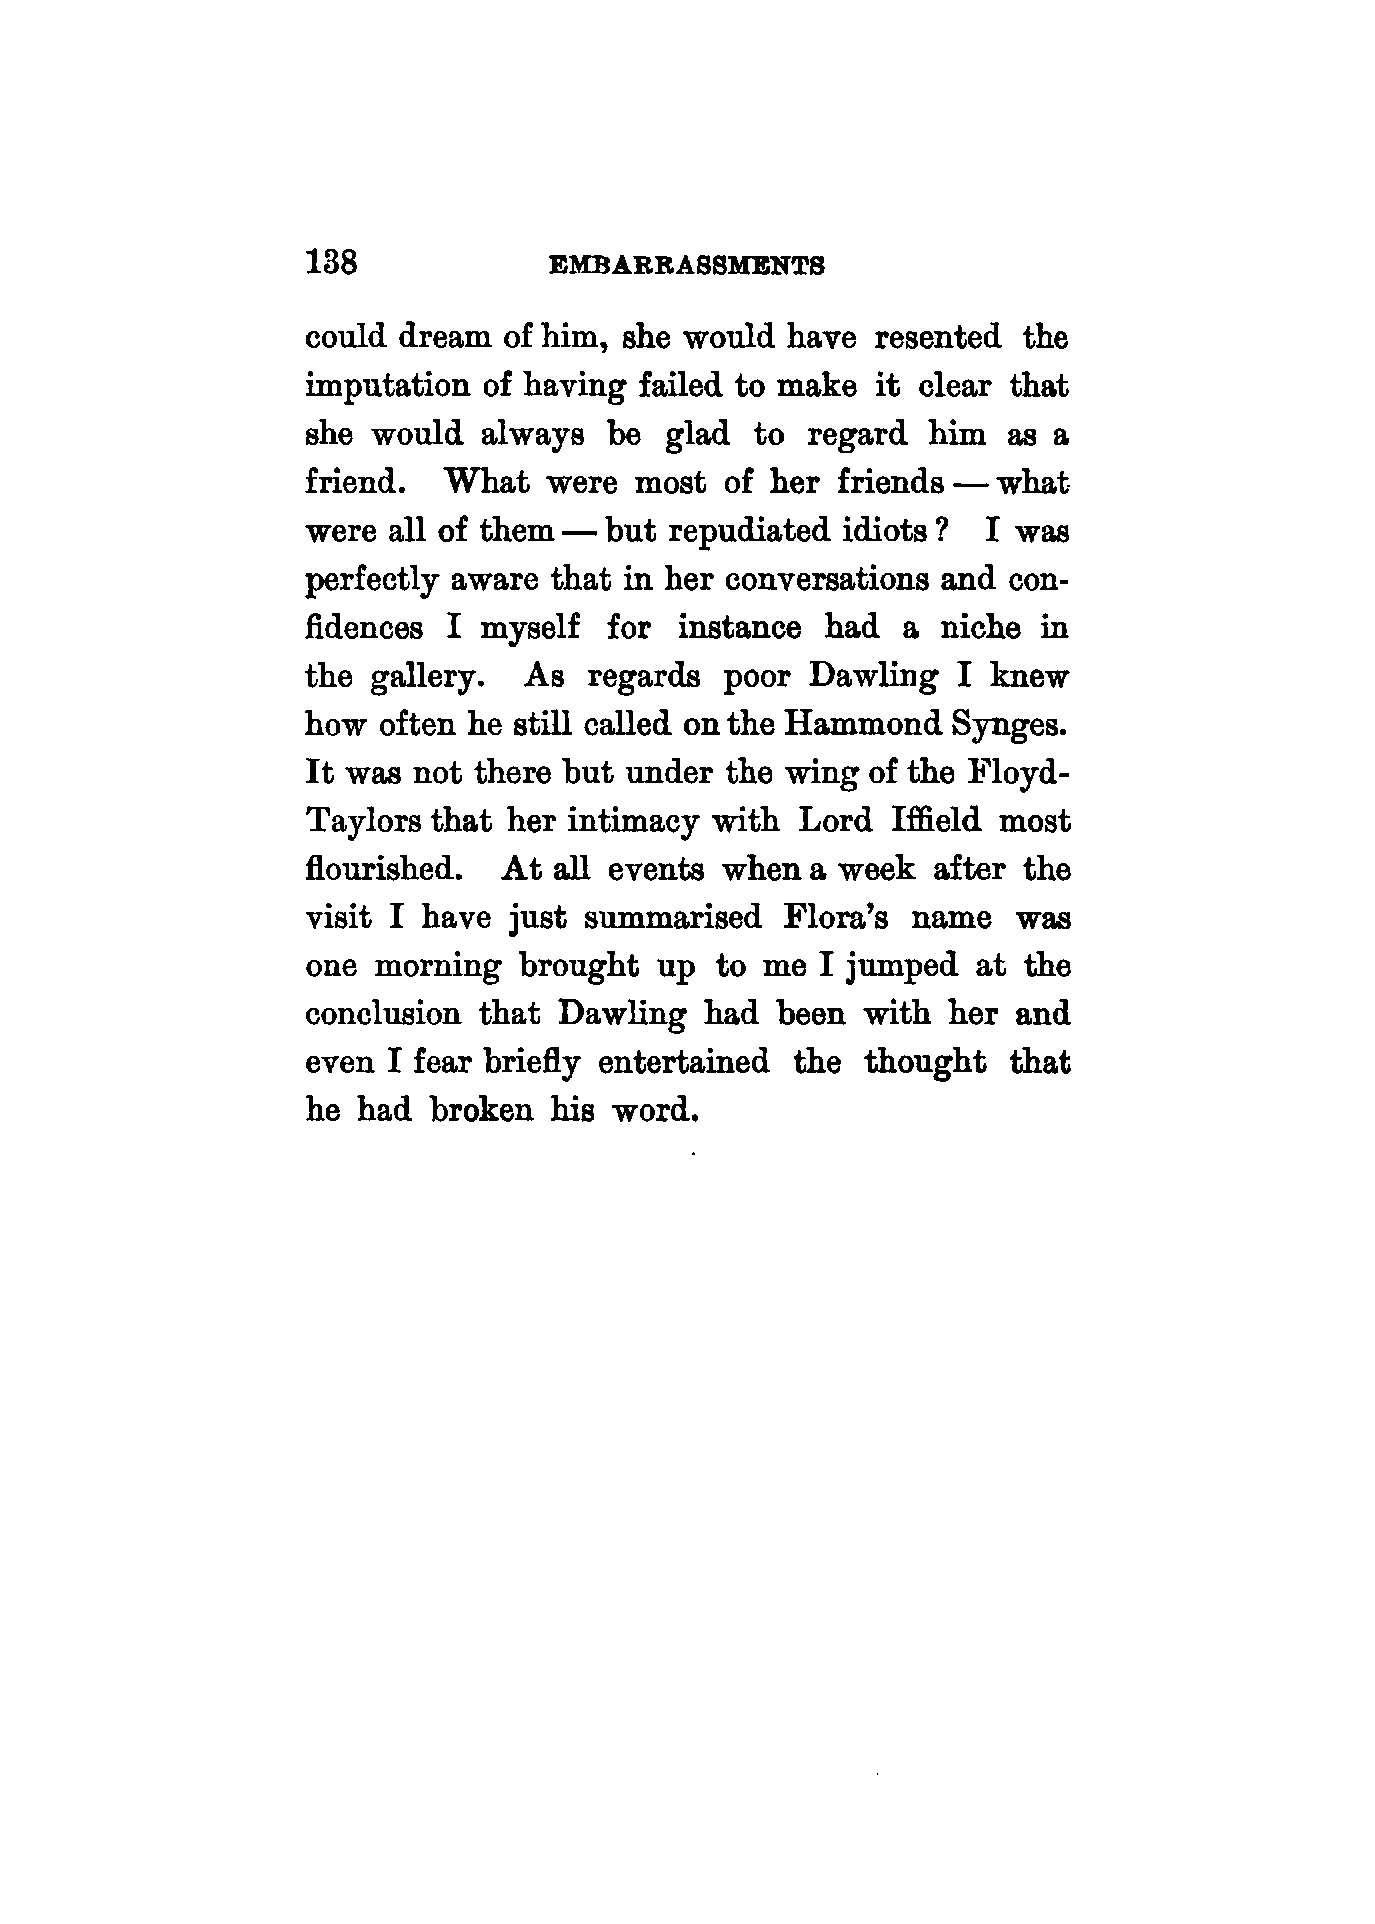 138 EMBARRASSMENTS
could dream of him, she would have resented the
imputation of having failed to make it clear that
she would always be glad to regard him as a
friend. What were most of her friends — what
were all of them — but repudiated idiots? I was
perfectly aware that in her conversations and con-
fidences I myself for instance had a niche in
the gallery. As regards poor Dawling I knew
how often he still called on the Hammond Synges.
It was not there but under the wing of the Floyd-
Taylors that her intimacy with Lord Iffield most
flourished. At all events when a week after the
visit I have just summarised Flora's name was
one morning brought up to me I jumped at the
conclusion that Dawling had been with her and
even I fear briefly entertained the thought that
he had broken his word.